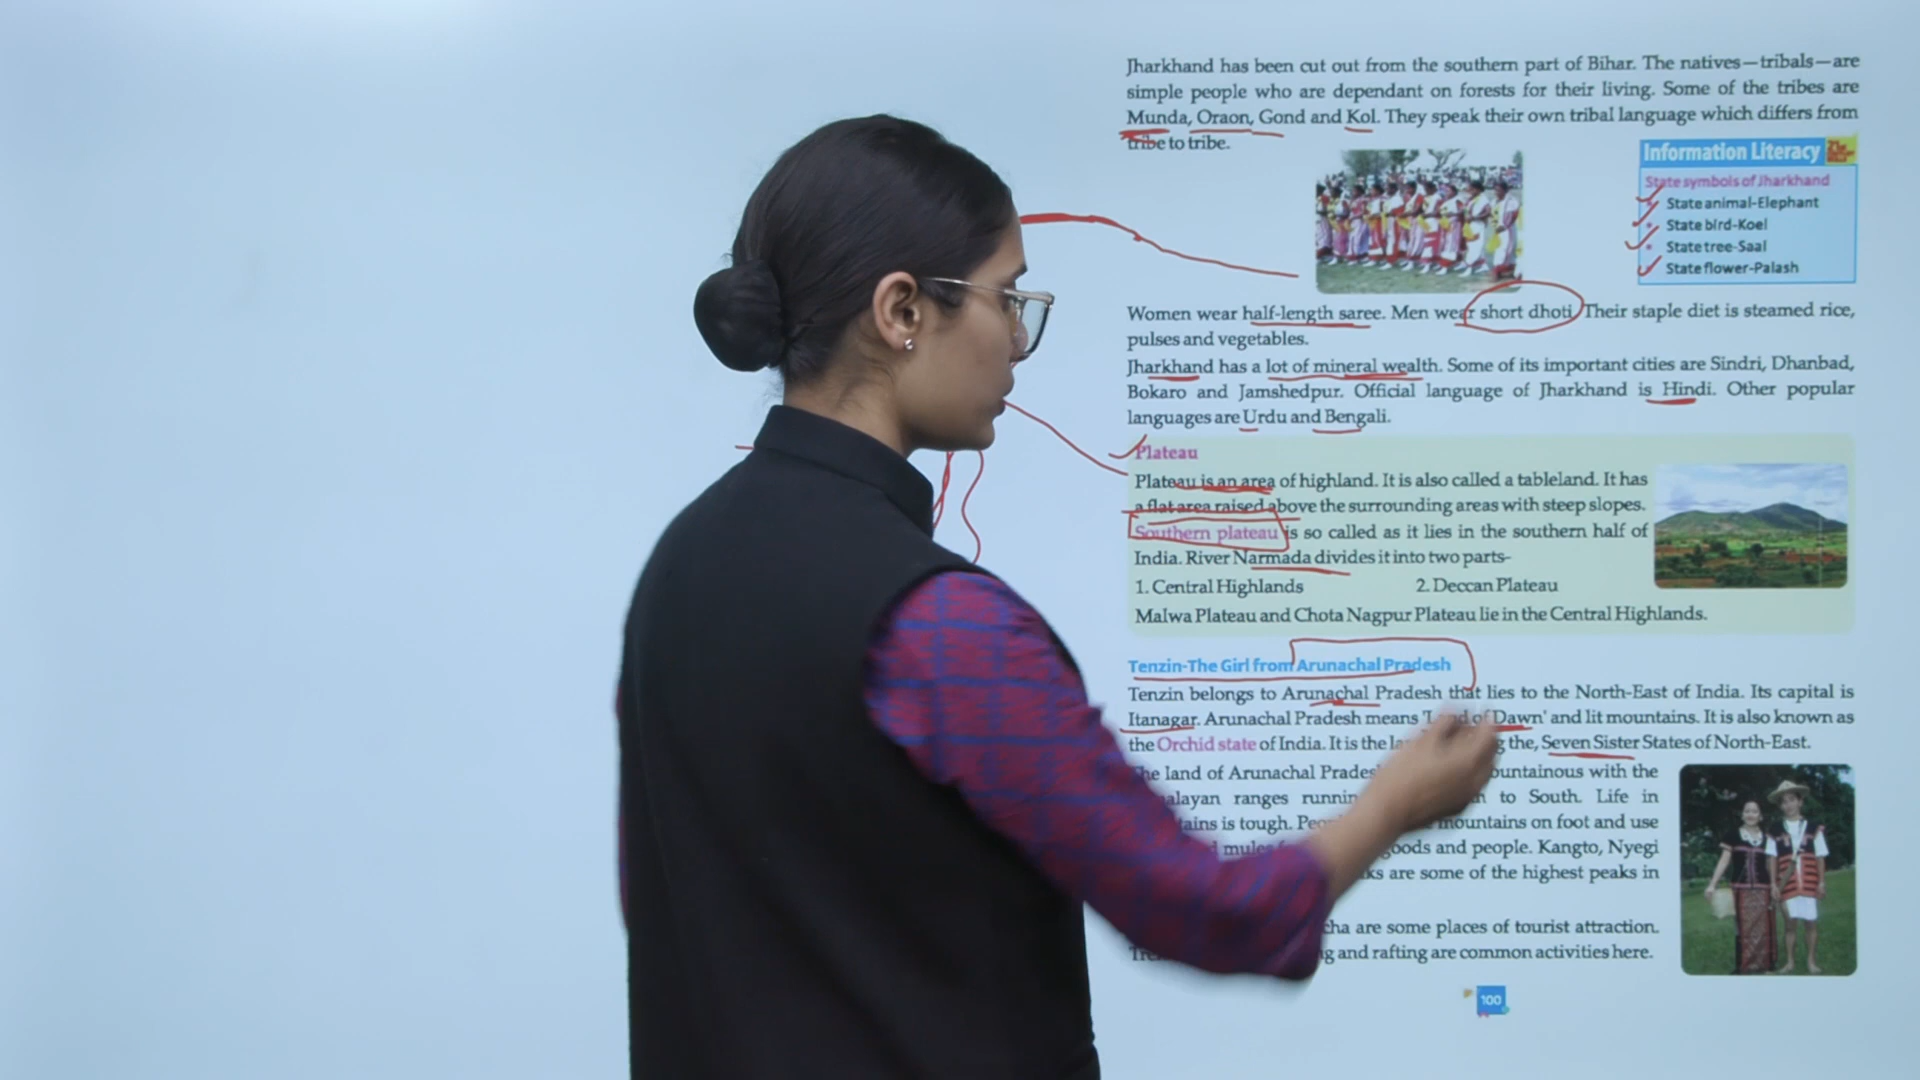 Jharkhand has been cut out from the southern part of Bihar. The natives—tribals—are
simple people who are dependant on forests for their living. Some of the tribes are
Munda, Oraon, Gond and Kol. They speak their own tribal language which differs from
tribe to tribe.
Information Literacy
State symbols of Jharkhand
State animal-Elephant
State bird-Koel
State tree-Saal
State flower-Palash
Women wear half-length saree. Men wear short dhoti. Their staple diet is steamed rice,
pulses and vegetables.
Jharkhand has a lot of mineral wealth. Some of its important cities are Sindri, Dhanbad,
Bokaro and Jamshedpur. Official language of Jharkhand is Hindi. Other popular
languages are Urdu and Bengali.
Plateau
Plateau is an area of highland. It is also called a tableland. It has
a flat area raised above the surrounding areas with steep slopes.
Southern plateau is so called as it lies in the southern half of
India. River Narmada divides it into two parts-
1. Central Highlands 2. Deccan Plateau
Malwa Plateau and Chota Nagpur Plateau lie in the Central Highlands.
Tenzin-The Girl from Arunachal Pradesh
Tenzin belongs to Arunachal Pradesh that lies to the North-East of India. Its capital is
Itanagar. Arunachal Pradesh means 'Land of Dawn' and lit mountains. It is also known as
the Orchid state of India. It is the the, Seven Sister States of North-East.
The land of Arunachal with the
ranges to South. Life in
is tough. mountains on foot and use
goods and people. Kangto, Nyegi
are some of the highest peaks in
are some places of tourist attraction.
and rafting are common activities here.
100